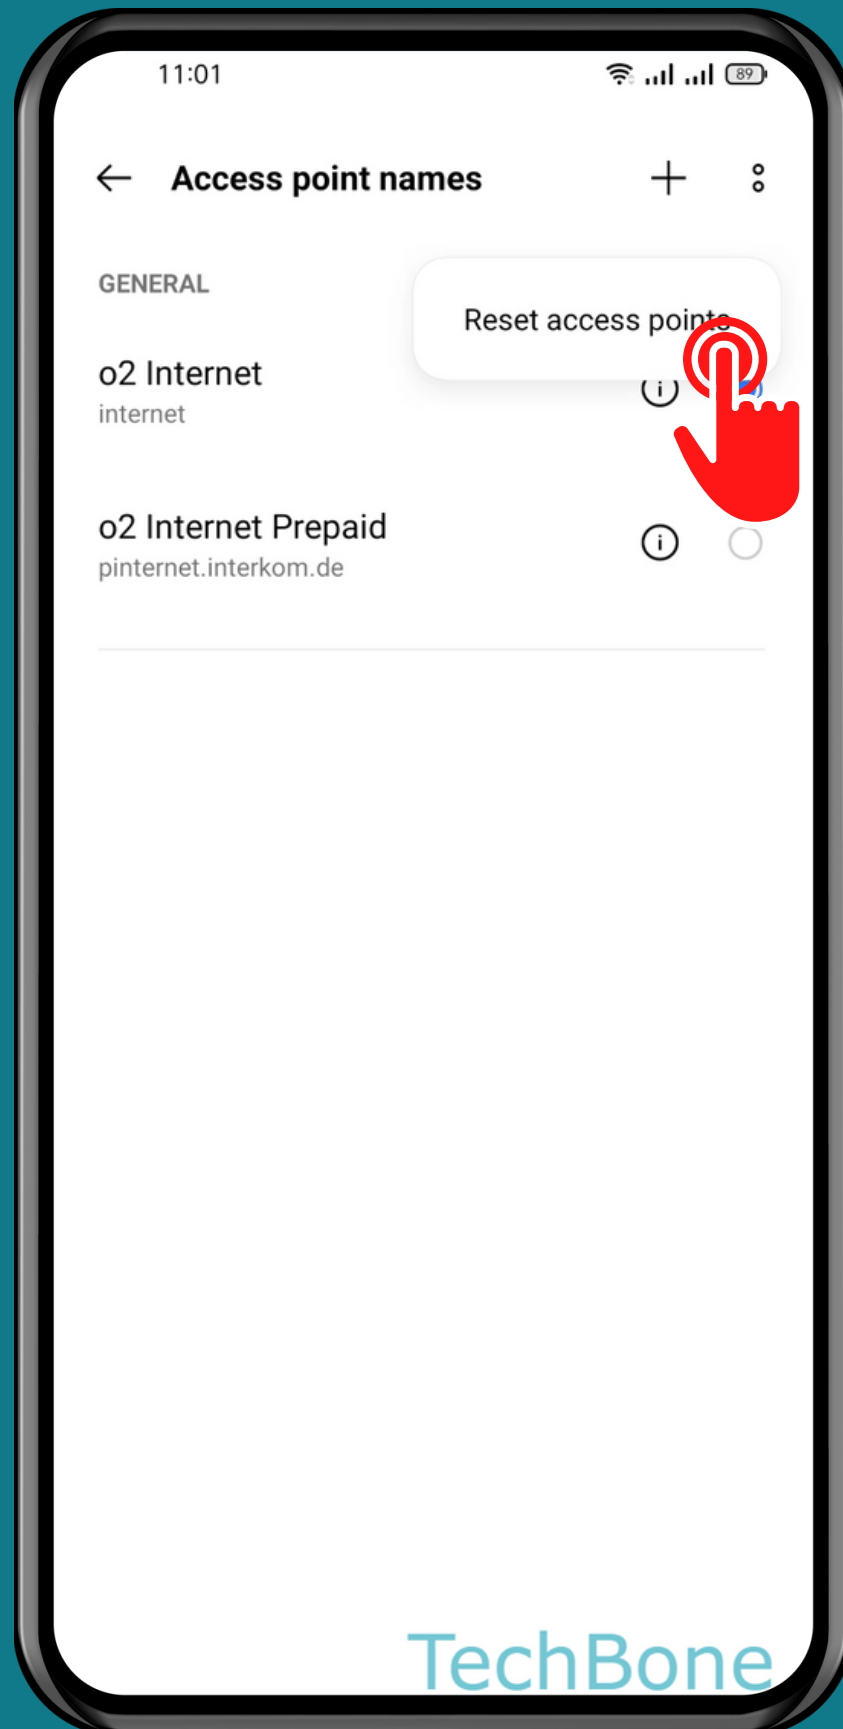 11:01
89
Access point names
GENERAL
Reset access points
o2 Internet
internet
o2 Internet Prepaid
pinternet.interkom.de
TechBone